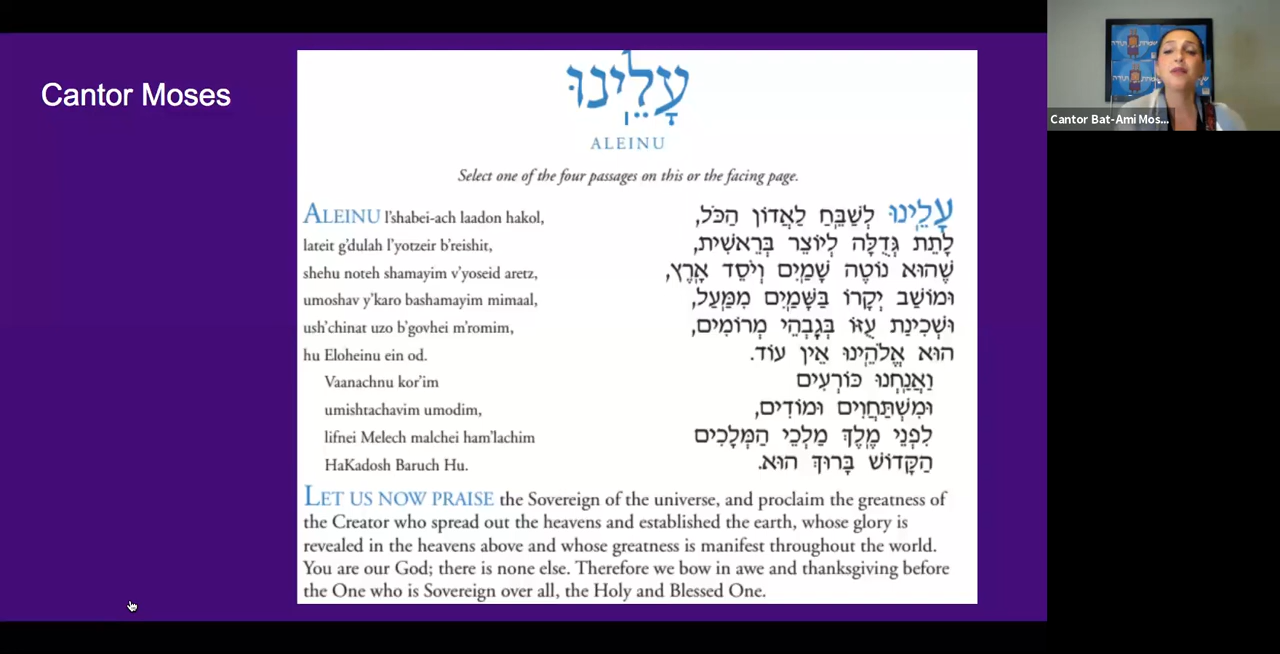 Cantor Moses
עָלֵֽינוּ
ALEINU
Select one of the four passages on this or the facing page.
ALEINU l'shabei-ach laadon hakol,
lateit g'dulah l'yotzeir b'reishit,
shehu noteh shamayim v'yoseid aretz,
umoshav y'karo bashamayim mimaal,
ush'chinat uzo b'govhei m'romim,
hu Eloheinu ein od.
Vaanachnu kor'im
umishtachavim umodim,
lifnei Melech malchei ham'lachim
HaKadosh Baruch Hu.
עָלֵֽינוּ לְשַׁבֵּֽחַ לַאֲדוֹן הַכֹּל,
לָתֵת גְּדֻלָּה לְיוֹצֵר בְּרֵאשִׁית,
שֶׁהוּא נוֹטֶה שָׁמַֽיִם וְיֹסֵד אָֽרֶץ,
וּמוֹשַׁב יְקָרוֹ בַּשָּׁמַֽיִם מִמַּֽעַל,
וּשְׁכִינַת עֻזּוֹ בְּגׇבְהֵי מְרוֹמִים,
הוּא אֱלֹהֵֽינוּ אֵין עוֹד.
וַאֲנַֽחְנוּ כּוֹרְעִים
וּמִשְׁתַּחֲוִים וּמוֹדִים,
לִפְנֵי מֶֽלֶךְ מַלְכֵי הַמְּלָכִים
הַקָּדוֹשׁ בָּרוּךְ הוּא.
LET US NOW PRAISE the Sovereign of the universe, and proclaim the greatness of
the Creator who spread out the heavens and established the earth, whose glory is
revealed in the heavens above and whose greatness is manifest throughout the world.
You are our God; there is none else. Therefore we bow in awe and thanksgiving before
the One who is Sovereign over all, the Holy and Blessed One.
Cantor Bat-Ami Mos...